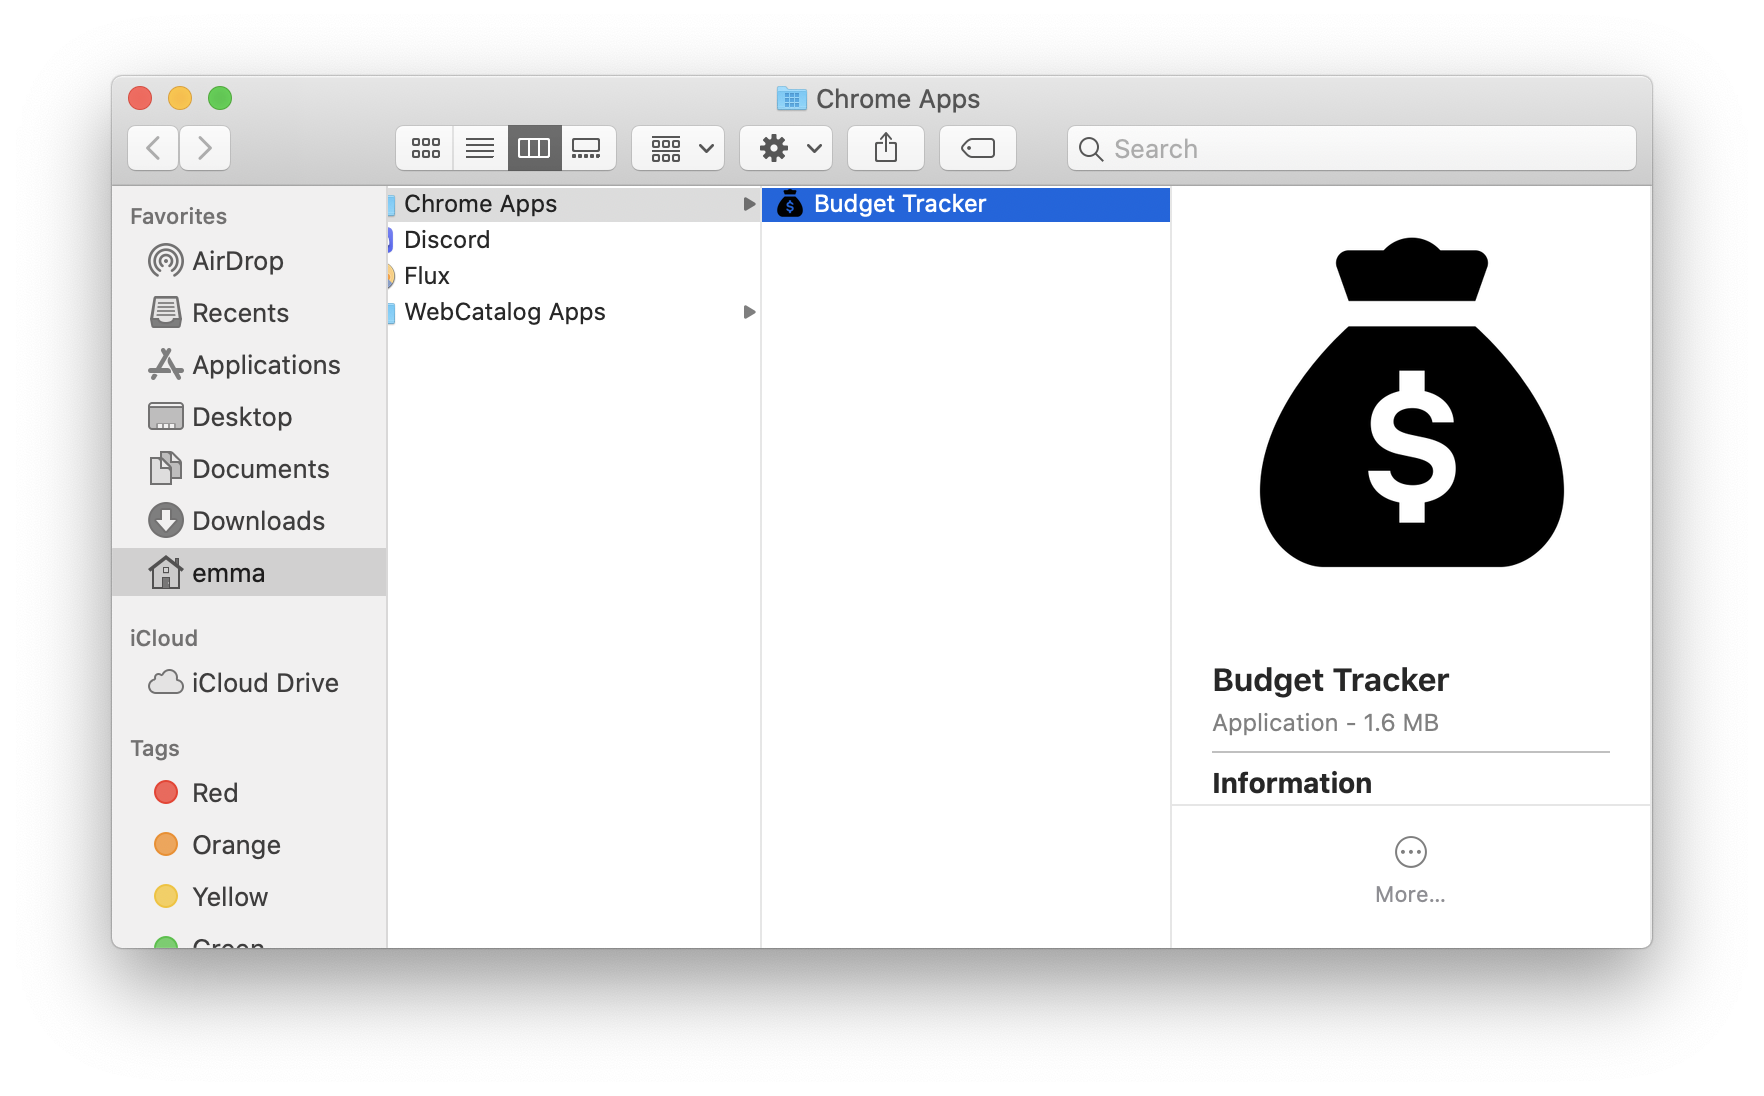 Chrome Apps
Search
Favorites
AirDrop
Recents
Applications
Desktop
Documents
Downloads
emma
iCloud
iCloud Drive
Tags
Red
Orange
Yellow
Green
Chrome Apps
Discord
Flux
WebCatalog Apps
$ Budget Tracker
$
Budget Tracker
Application - 1.6 MB
Information
More...